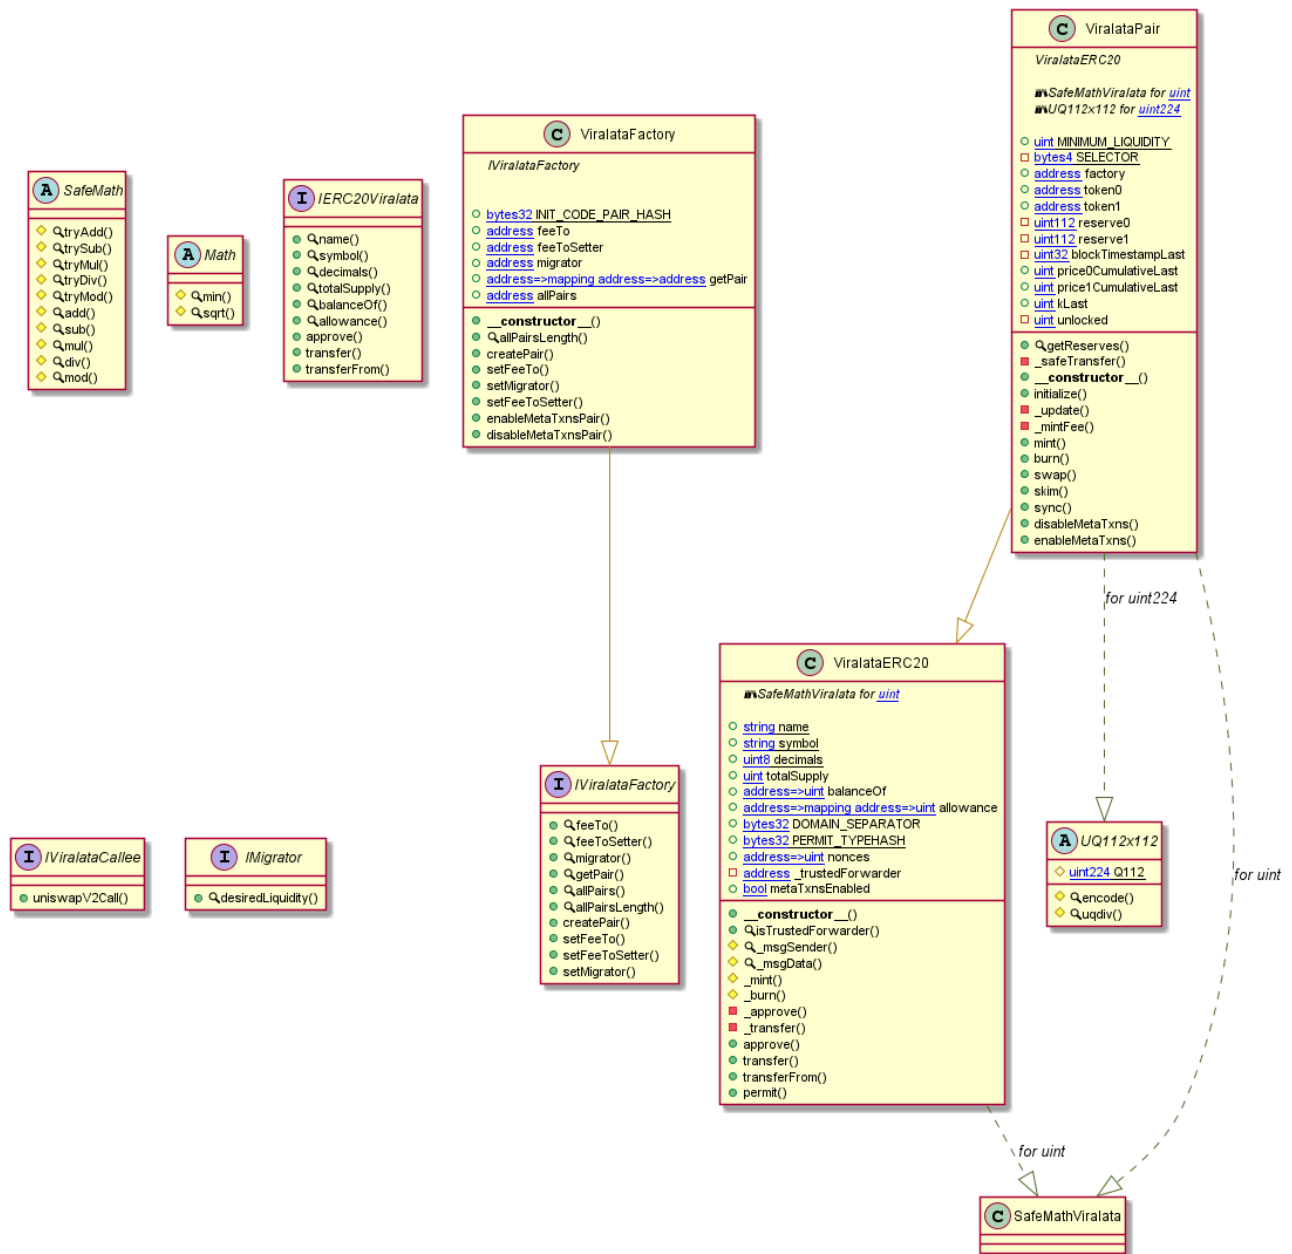 C ViralataPair
ViralataERC20
SafeMathViralata for uint
UQ112x112 for uint224
uint MINIMUM_LIQUIDITY
bytes4 SELECTOR
address factory
address token0
address token1
uint112 reserve0
uint112 reserve1
uint32 blockTimestampLast
uint price0CumulativeLast
uint price1CumulativeLast
uint kLast
uint unlocked
getReserves()
_safeTransfer()
__constructor__()
initialize()
_update()
_mintFee()
mint()
burn()
swap()
skim()
sync()
disableMetaTxns()
enableMetaTxns()
C ViralataFactory
IViralataFactory
bytes32 INIT_CODE_PAIR_HASH
address feeTo
address feeToSetter
address migrator
address=>mapping address=>address getPair
address allPairs
__constructor__()
allPairsLength()
createPair()
setFeeTo()
setMigrator()
setFeeToSetter()
enableMetaTxnsPair()
disableMetaTxnsPair()
A SafeMath
tryAdd()
trySub()
tryMul()
tryDiv()
tryMod()
add()
sub()
mul()
div()
mod()
A Math
min()
sqrt()
I IERC20Viralata
name()
symbol()
decimals()
totalSupply()
balanceOf()
allowance()
approve()
transfer()
transferFrom()
for uint224
for uint
C ViralataERC20
SafeMathViralata for uint
string name
string symbol
uint8 decimals
uint totalSupply
address=>uint balanceOf
address=>mapping address=>uint allowance
bytes32 DOMAIN_SEPARATOR
bytes32 PERMIT_TYPEHASH
address=>uint nonces
address _trustedForwarder
bool metaTxnsEnabled
__constructor__()
isTrustedForwarder()
_msgSender()
_msgData()
_mint()
_burn()
_approve()
_transfer()
approve()
transfer()
transferFrom()
permit()
I IViralataFactory
feeTo()
feeToSetter()
migrator()
getPair()
allPairs()
allPairsLength()
createPair()
setFeeTo()
setFeeToSetter()
setMigrator()
I IViralataCallee
uniswapV2Call()
I IMigrator
desiredLiquidity()
A UQ112x112
uint224 Q112
encode()
uqdiv()
for uint
C SafeMathViralata